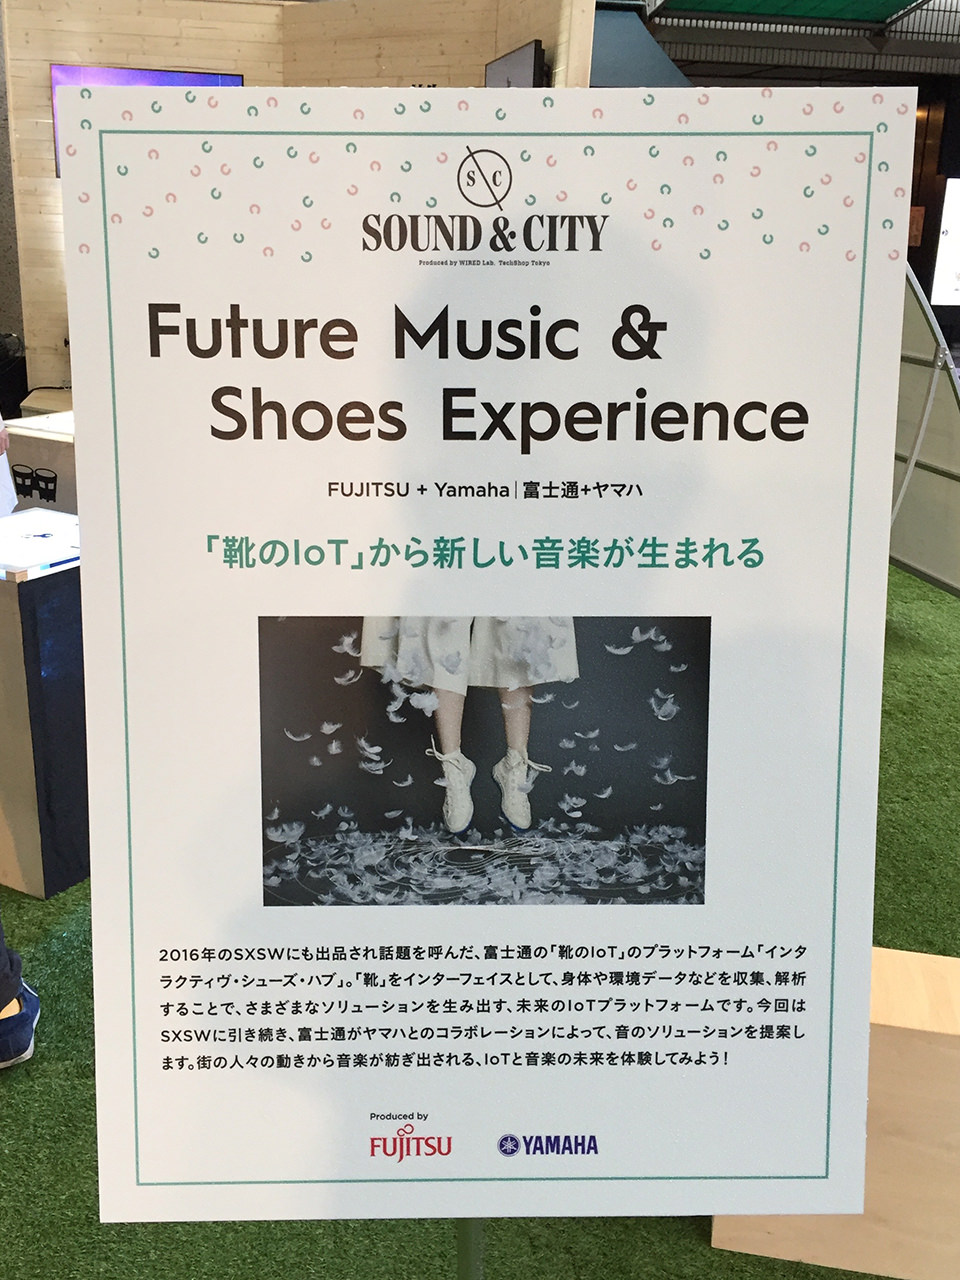 S C
SOUND & CITY
Produced by WIRED Lab. TechShop Tokyo
Future Music &
Shoes Experience
FUJITSU + Yamaha｜富士通+ヤマハ
「靴のIoT」から新しい音楽が生まれる
2016年のSXSWにも出品され話題を呼んだ、富士通の「靴のIoT」のプラットフォーム「インタ
ラクティヴ・シューズ・ハブ」。「靴」をインターフェイスとして、身体や環境データなどを収集、解析
することで、さまざまなソリューションを生み出す、未来のIoTプラットフォームです。今回は
SXSWに引き続き、富士通がヤマハとのコラボレーションによって、音のソリューションを提案し
ます。街の人々の動きから音楽が紡ぎ出される、IoTと音楽の未来を体験してみよう！
Produced by
FUJITSU
YAMAHA